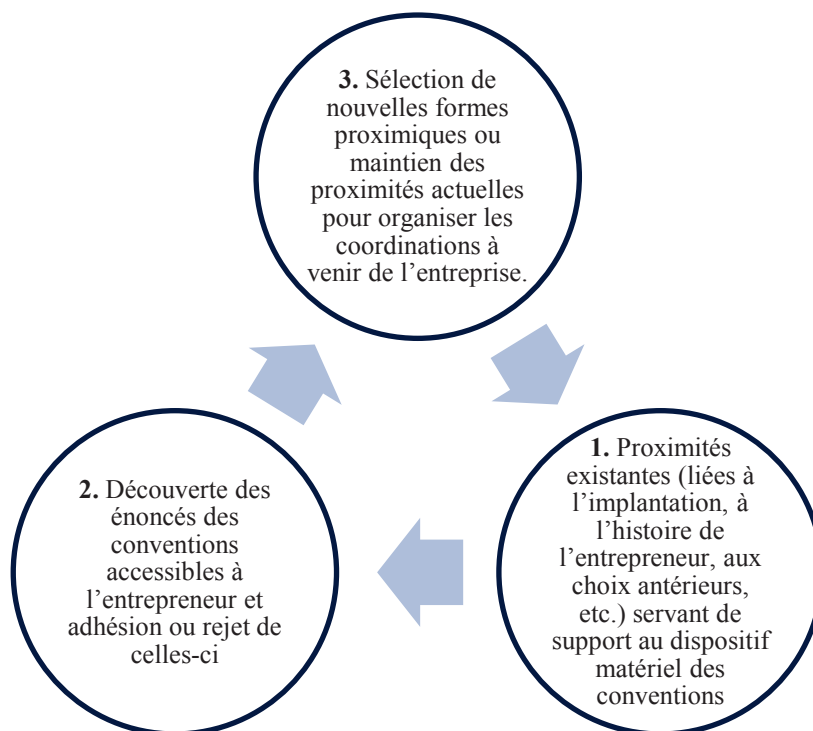 3. Sélection de
nouvelles formes
proximiques ou
maintien des
proximités actuelles
pour organiser les
coordinations à
venir de l’entreprise.
1. Proximités
existantes (liées à
l’implantation, à
l’histoire de
l’entrepreneur, aux
choix antérieurs,
etc.) servant de
support au dispositif
matériel des
conventions
2. Découverte des
énoncés des
conventions
accessibles à
l’entrepreneur et
adhésion ou rejet de
celles-ci